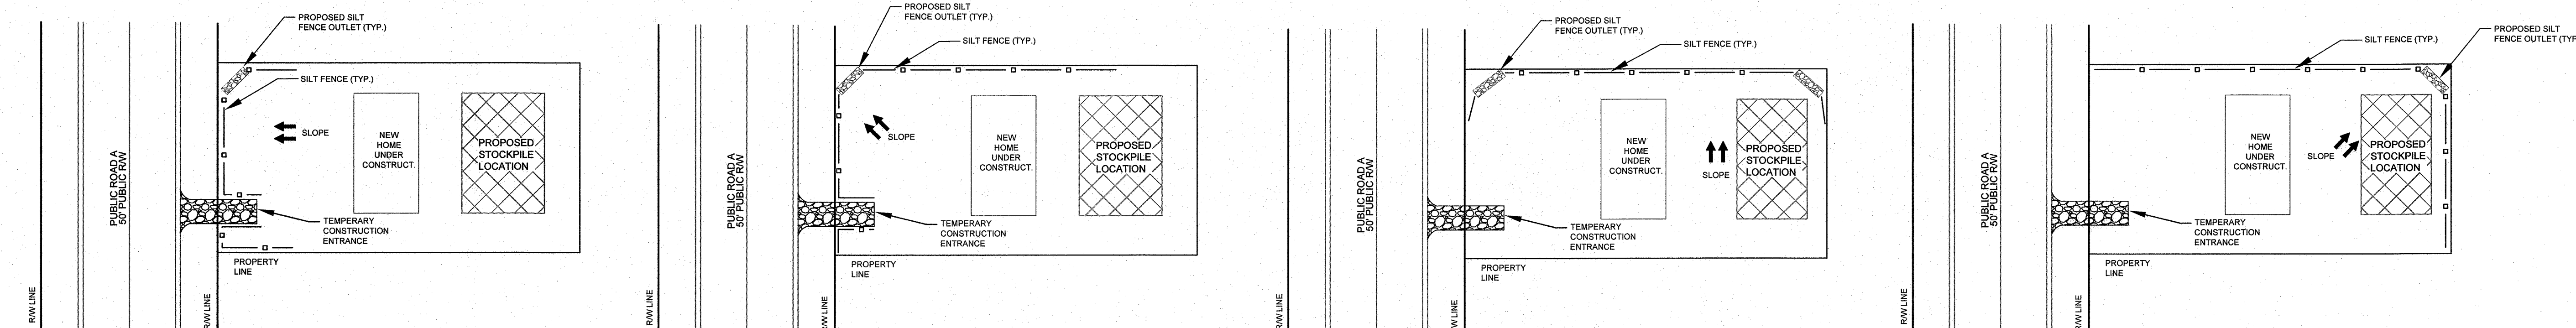 PROPOSED SILT
FENCE OUTLET (TYP.)
SILT FENCE (TYP.)
SLOPE
NEW
HOME
UNDER
CONSTRUCT.
PROPOSED
STOCKPILE
LOCATION
PUBLIC ROAD A
50' PUBLIC R/W
TEMPERARY
CONSTRUCTION
ENTRANCE
PROPERTY
LINE
R/W LINE
R/W LINE
PROPOSED SILT
FENCE OUTLET (TYP.)
SILT FENCE (TYP.)
SLOPE
NEW
HOME
UNDER
CONSTRUCT.
PROPOSED
STOCKPILE
LOCATION
PUBLIC ROAD A
50' PUBLIC R/W
TEMPERARY
CONSTRUCTION
ENTRANCE
PROPERTY
LINE
R/W LINE
R/W LINE
PROPOSED SILT
FENCE OUTLET (TYP.)
SILT FENCE (TYP.)
NEW
HOME
UNDER
CONSTRUCT.
PROPOSED
STOCKPILE
LOCATION
SLOPE
PUBLIC ROAD A
50' PUBLIC R/W
TEMPERARY
CONSTRUCTION
ENTRANCE
PROPERTY
LINE
R/W LINE
W LINE
PROPOSED SILT
FENCE OUTLET (TYP
SILT FENCE (TYP.)
NEW
HOME
UNDER
CONSTRUCT.
SLOPE
PROPOSED
STOCKPILE
LOCATION
PUBLIC ROAD A
50' PUBLIC R/W
TEMPERARY
CONSTRUCTION
ENTRANCE
PROPERTY
LINE
R/W LINE
R/W LINE